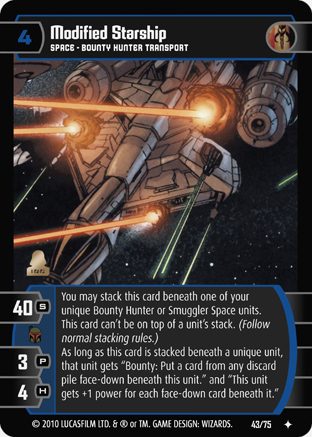 4
Modified Starship
SPACE - BOUNTY HUNTER TRANSPORT
40 S
3 P
4 H
You may stack this card beneath one of your
unique Bounty Hunter or Smuggler Space units.
This card can't be on top of a unit's stack. (Follow
normal stacking rules.)
As long as this card is stacked beneath a unique unit,
that unit gets "Bounty: Put a card from any discard
pile face-down beneath this unit." and "This unit
gets +1 power for each face-down card beneath it."
© 2010 LUCASFILM LTD. & ® or TM. GAME DESIGN: WIZARDS. 43/75